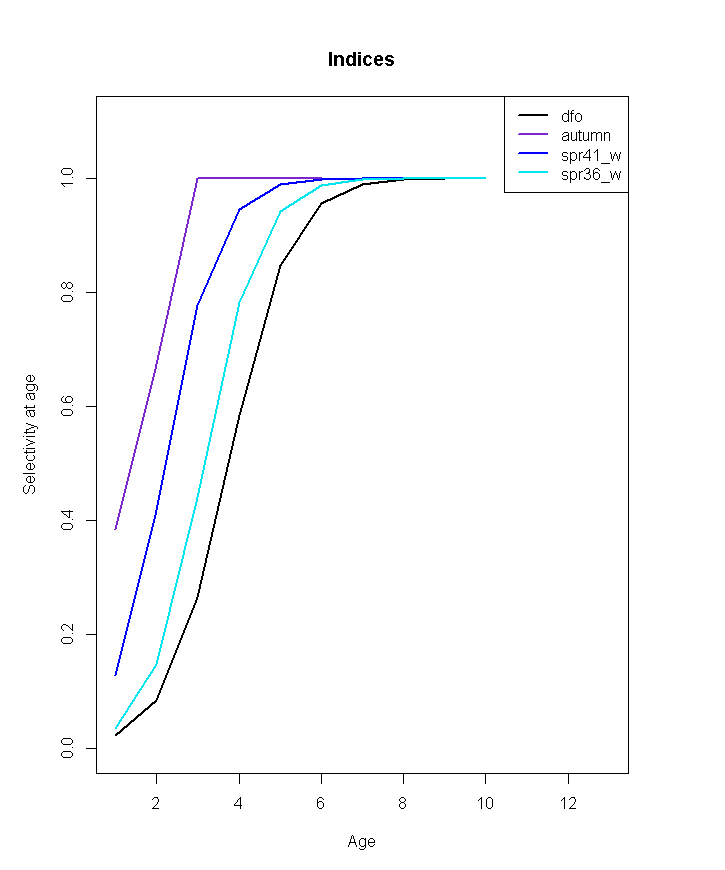 Indices
dfo
autumn
spr41_w
spr36_w
Selectivity at age
1.0
0.8
0.6
0.4
0.2
0.0
2 4 6 8 10 12
Age